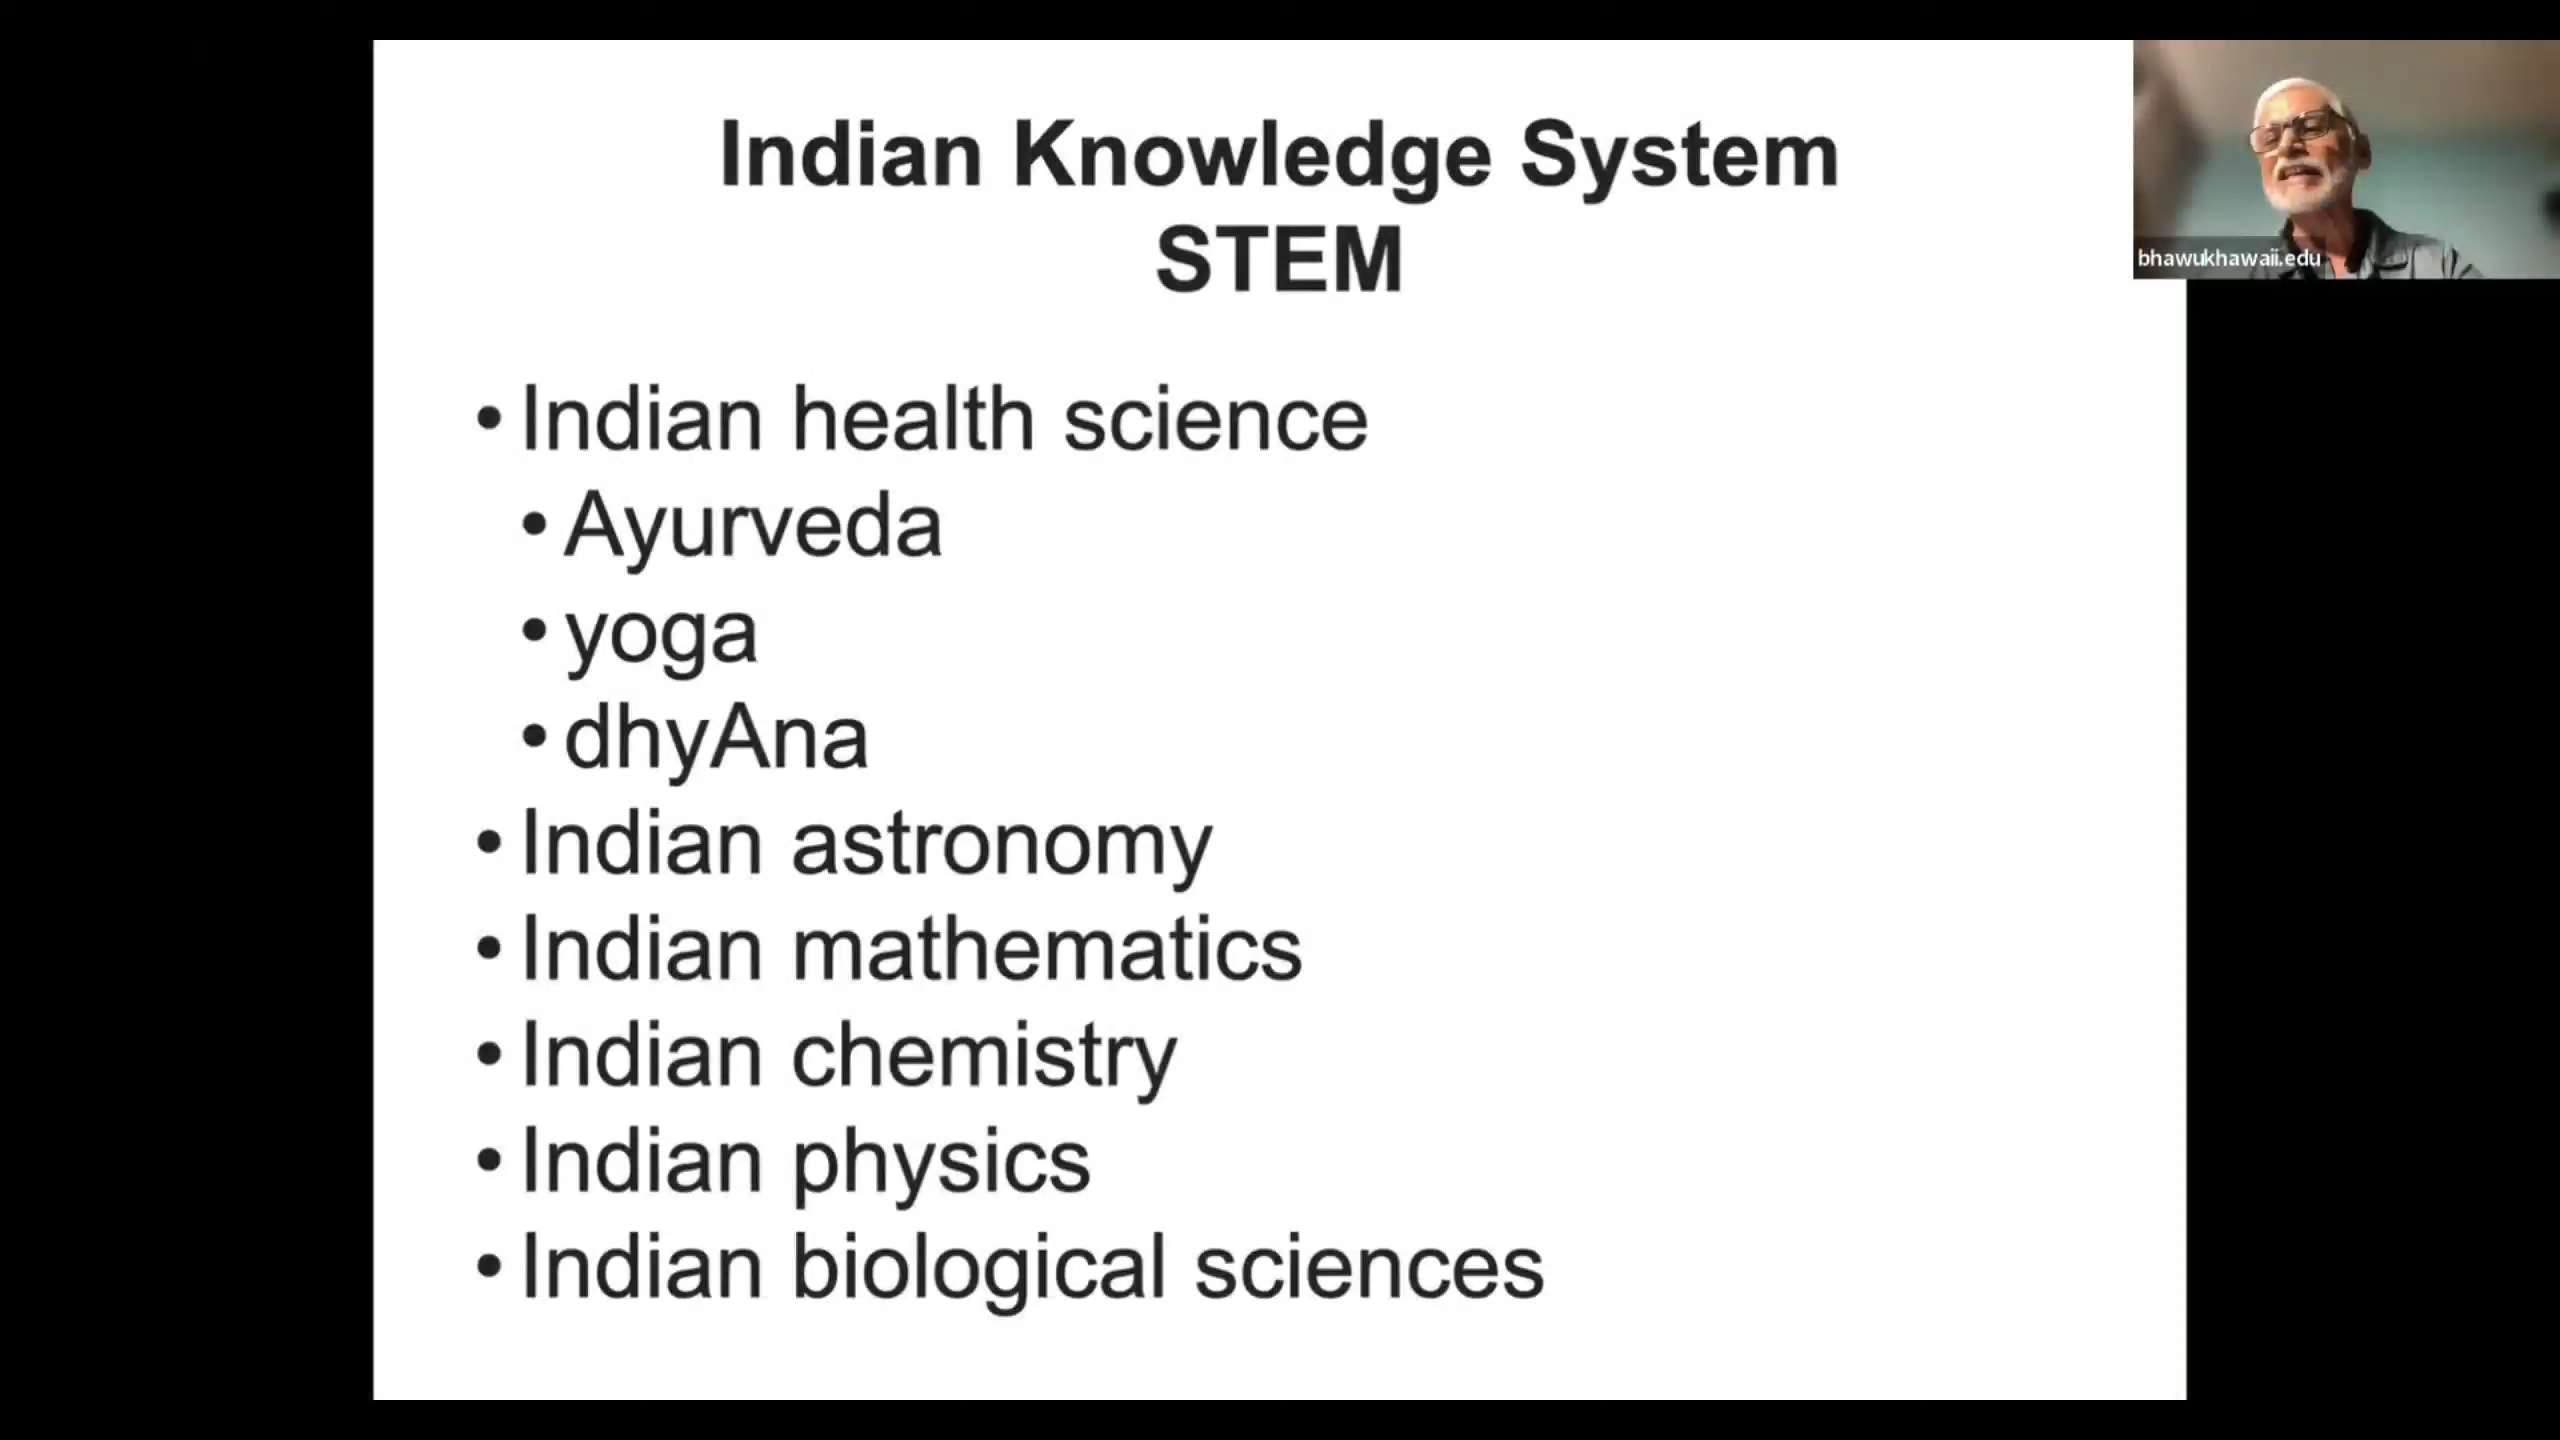 Indian Knowledge System
STEM
• Indian health science
• Ayurveda
• yoga
• dhyAna
• Indian astronomy
• Indian mathematics
• Indian chemistry
• Indian physics
• Indian biological sciences
bhawukhawaii.edu